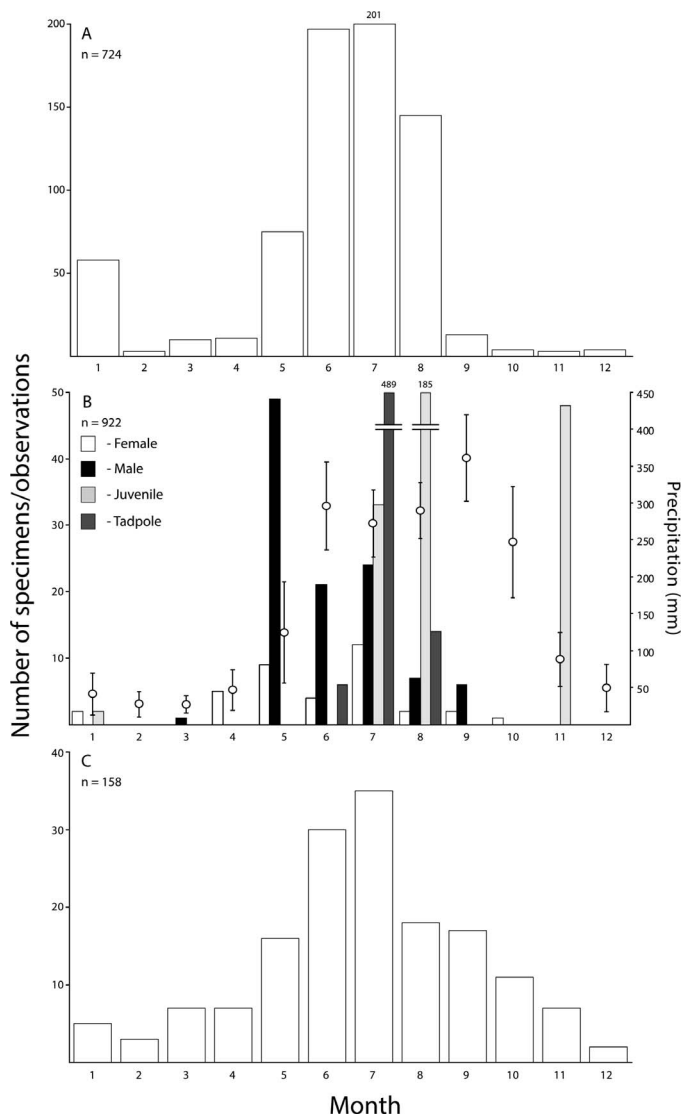 201
A
n = 724
200
150
100
50
1 2 3 4 5 6 7 8 9 10 11 12
Number of specimens/observations
489 185
B
n = 922
- Female
- Male
- Juvenile
- Tadpole
50
40
30
20
10
450
400
350
300
250
200
150
100
50
Precipitation (mm)
1 2 3 4 5 6 7 8 9 10 11 12
C
n = 158
40
30
20
10
1 2 3 4 5 6 7 8 9 10 11 12
Month